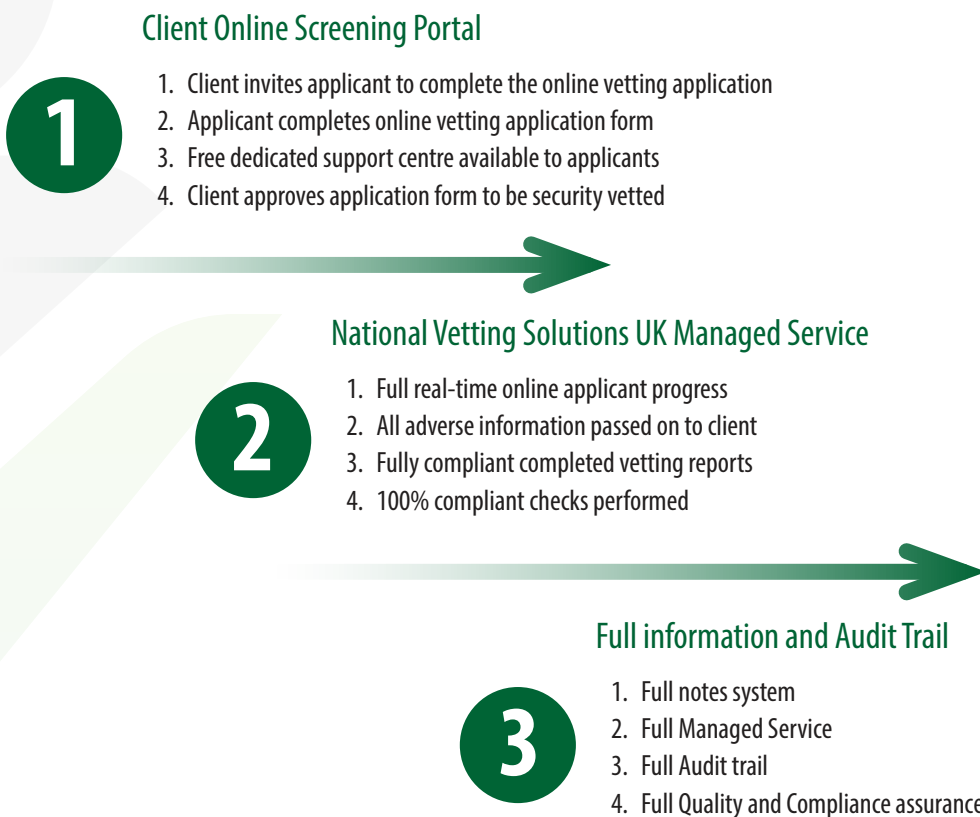 Client Online Screening Portal
1
1. Client invites applicant to complete the online vetting application
2. Applicant completes online vetting application form
3. Free dedicated support centre available to applicants
4. Client approves application form to be security vetted
National Vetting Solutions UK Managed Service
2
1. Full real-time online applicant progress
2. All adverse information passed on to client
3. Fully compliant completed vetting reports
4. 100% compliant checks performed
Full information and Audit Trail
3
1. Full notes system
2. Full Managed Service
3. Full Audit trail
4. Full Quality and Compliance assurance